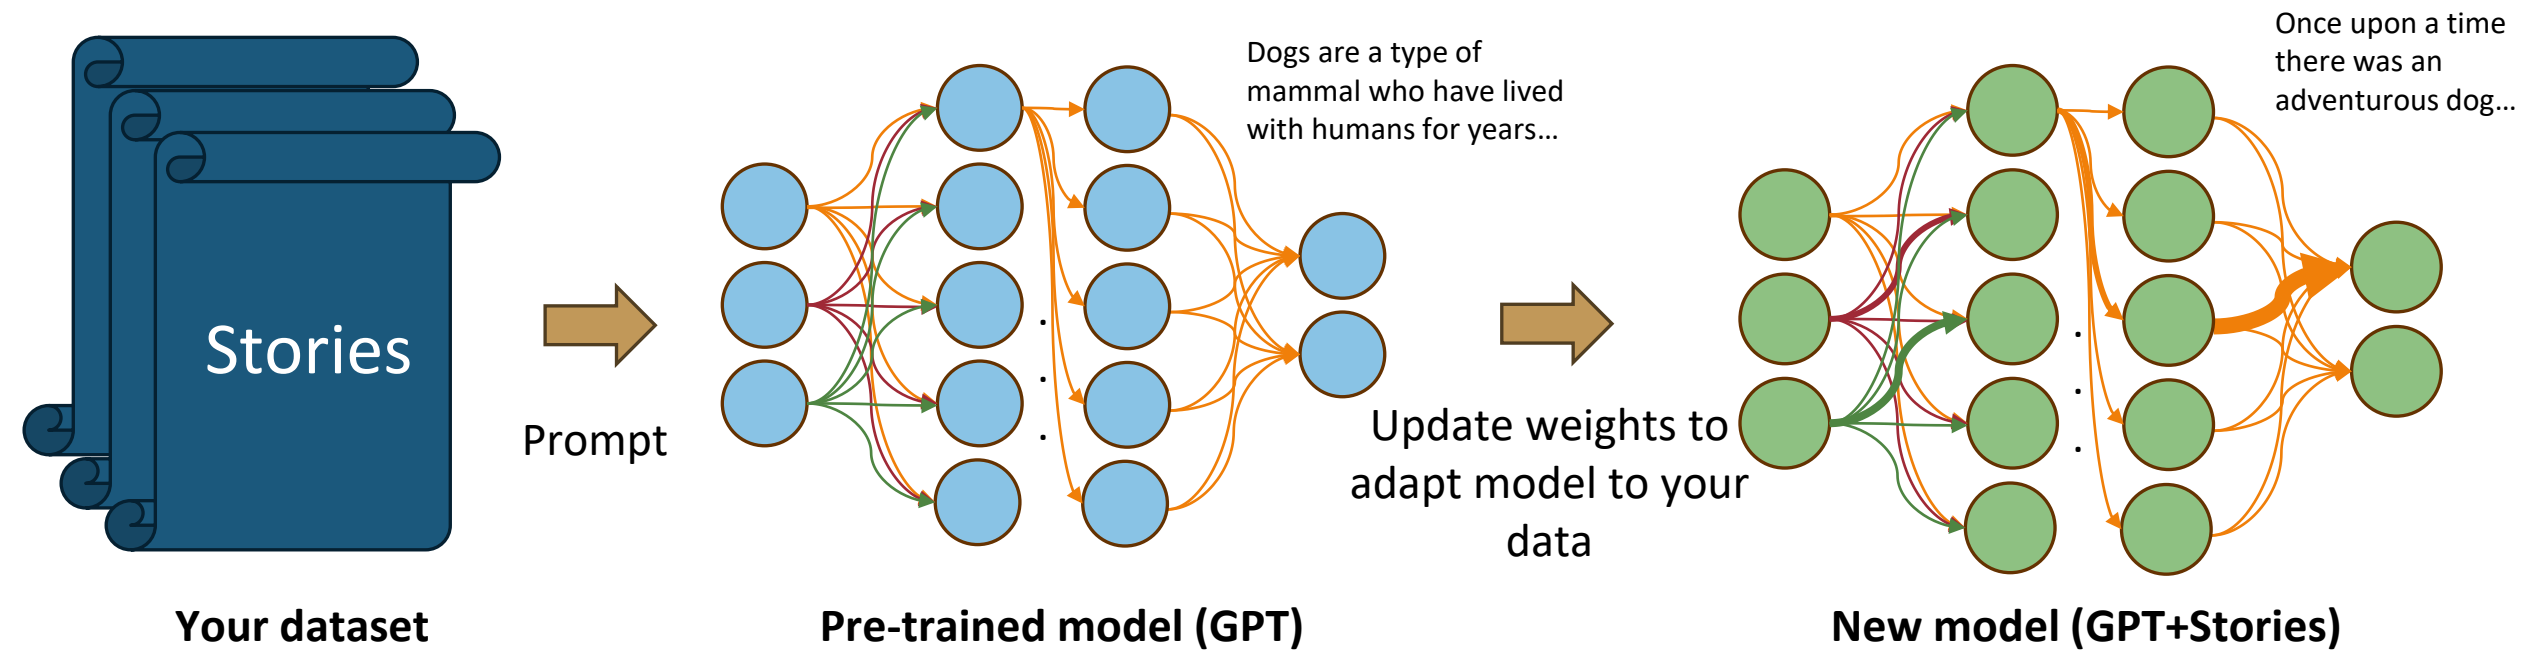 Stories
Your dataset
Prompt
Pre-trained model (GPT)
Dogs are a type of
mammal who have lived
with humans for years...
Update weights to
adapt model to your
data
New model (GPT+Stories)
Once upon a time
there was an
adventurous dog...